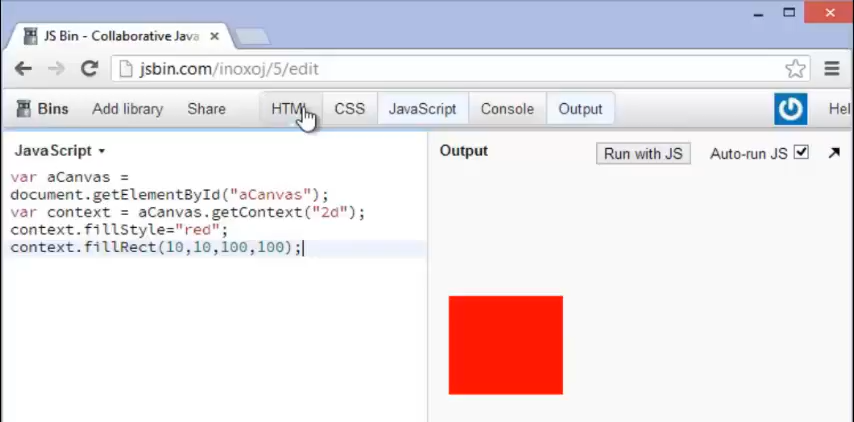 JS Bin - Collaborative Java
jsbin.com/inoxoj/5/edit
Bins Add library Share HTML CSS JavaScript Console Output Hel
JavaScript
var aCanvas =
document.getElementById("aCanvas");
var context = aCanvas.getContext("2d");
context.fillStyle="red";
context.fillRect(10,10,100,100);
Output Run with JS Auto-run JS